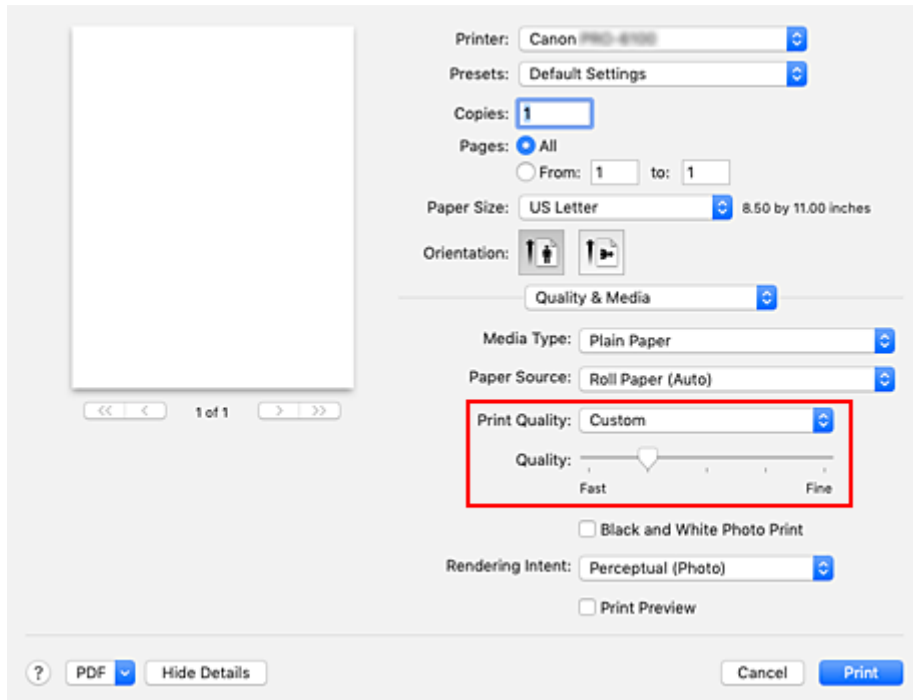 Printer: Canon
Presets: Default Settings
Copies: 1
Pages: All
From: 1 to: 1
Paper Size: US Letter 8.50 by 11.00 inches
Orientation:
Quality & Media
Media Type: Plain Paper
Paper Source: Roll Paper (Auto)
1 of 1
Print Quality: Custom
Quality:
Fast Fine
Black and White Photo Print
Rendering Intent: Perceptual (Photo)
Print Preview
? PDF Hide Details Cancel Print